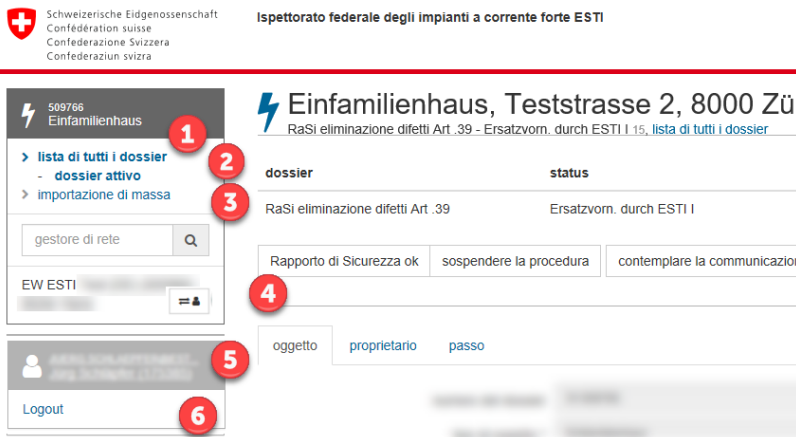 Schweizerische Eidgenossenschaft
Confédération suisse
Confederazione Svizzera
Confederaziun svizra
Ispettorato federale degli impianti a corrente forte ESTI
509766
Einfamilienhaus
1
lista di tutti i dossier
2
- dossier attivo
importazione di massa
3
gestore di rete
EW ESTI
Einfamilienhaus, Teststrasse 2, 8000 Zü
RaSi eliminazione difetti Art .39 - Ersatzvorn. durch ESTI I 15, lista di tutti i dossier
dossier status
RaSi eliminazione difetti Art .39 Ersatzvorn. durch ESTI I
Rapporto di Sicurezza ok sospendere la procedura contemplare la communicazion
4
oggetto proprietario passo
5
Logout
6